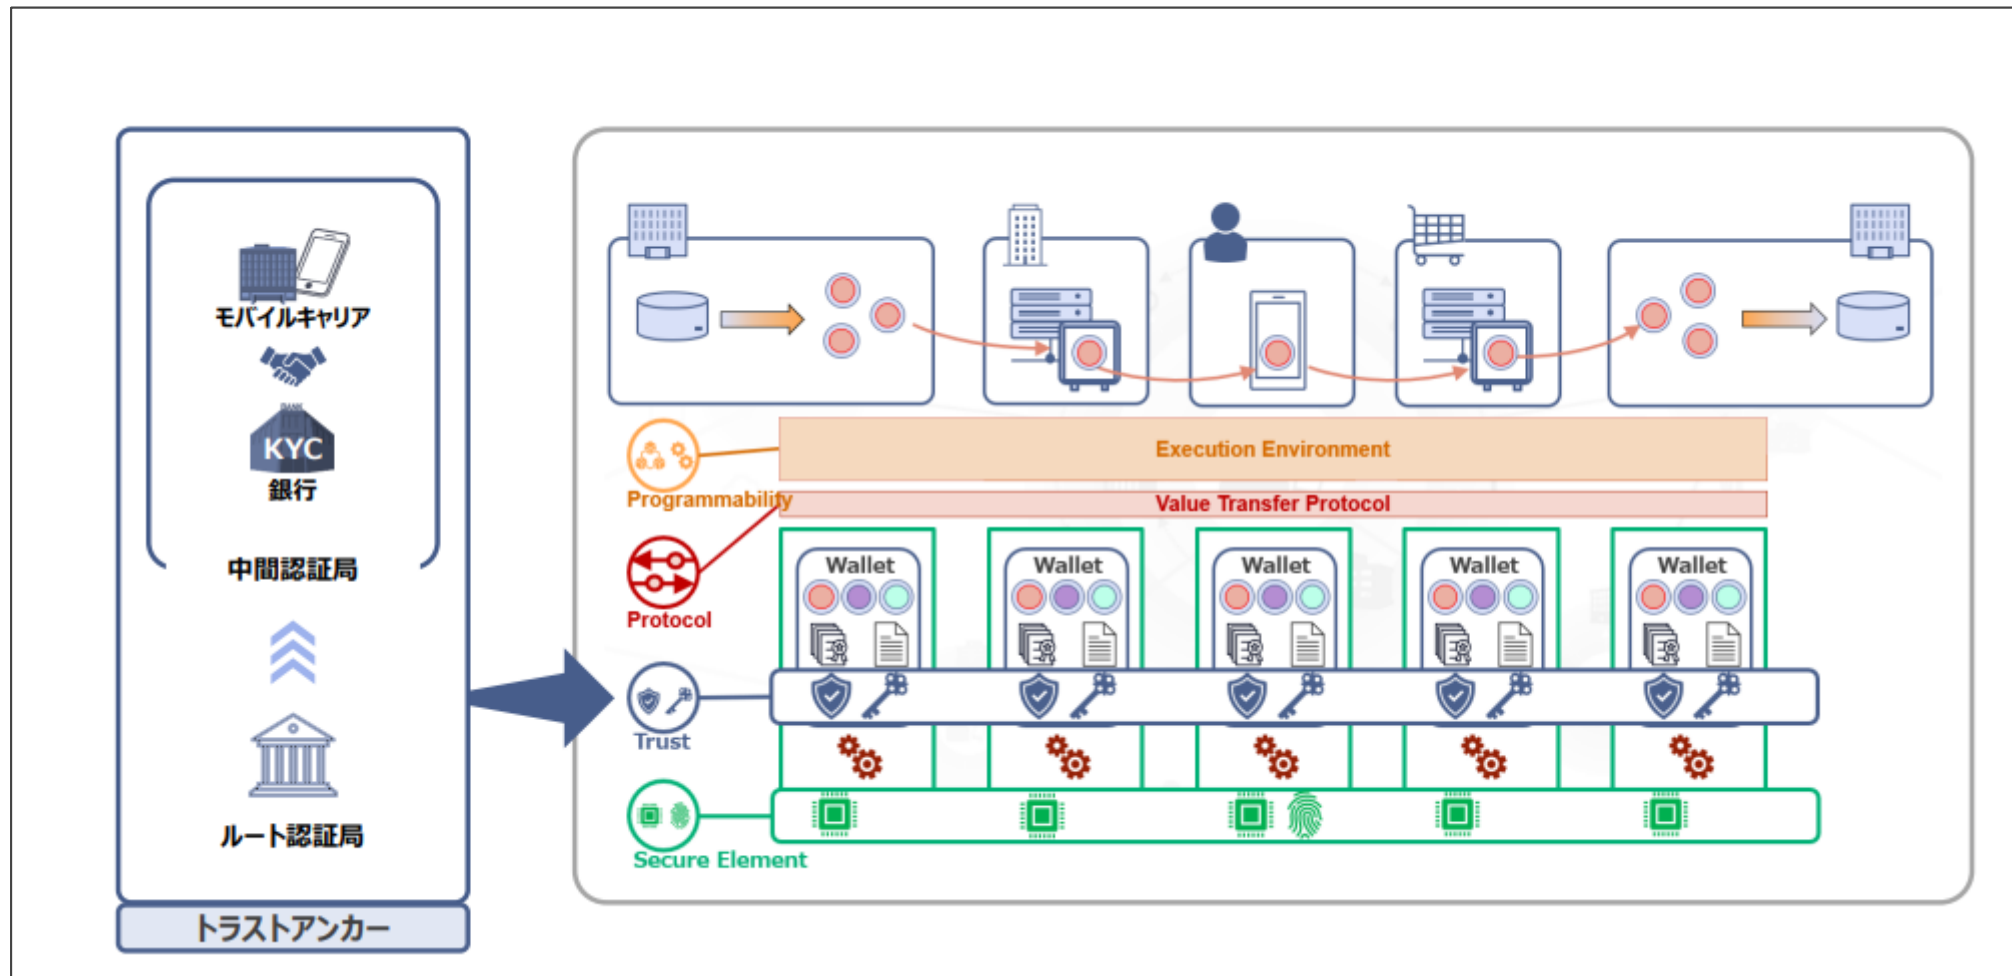 モバイルキャリア
BANK
KYC
銀行
中間認証局
ルート認証局
トラストアンカー
Programmability
Execution Environment
Value Transfer Protocol
Protocol
Wallet
Wallet
Wallet
Wallet
Wallet
Trust
Secure Element